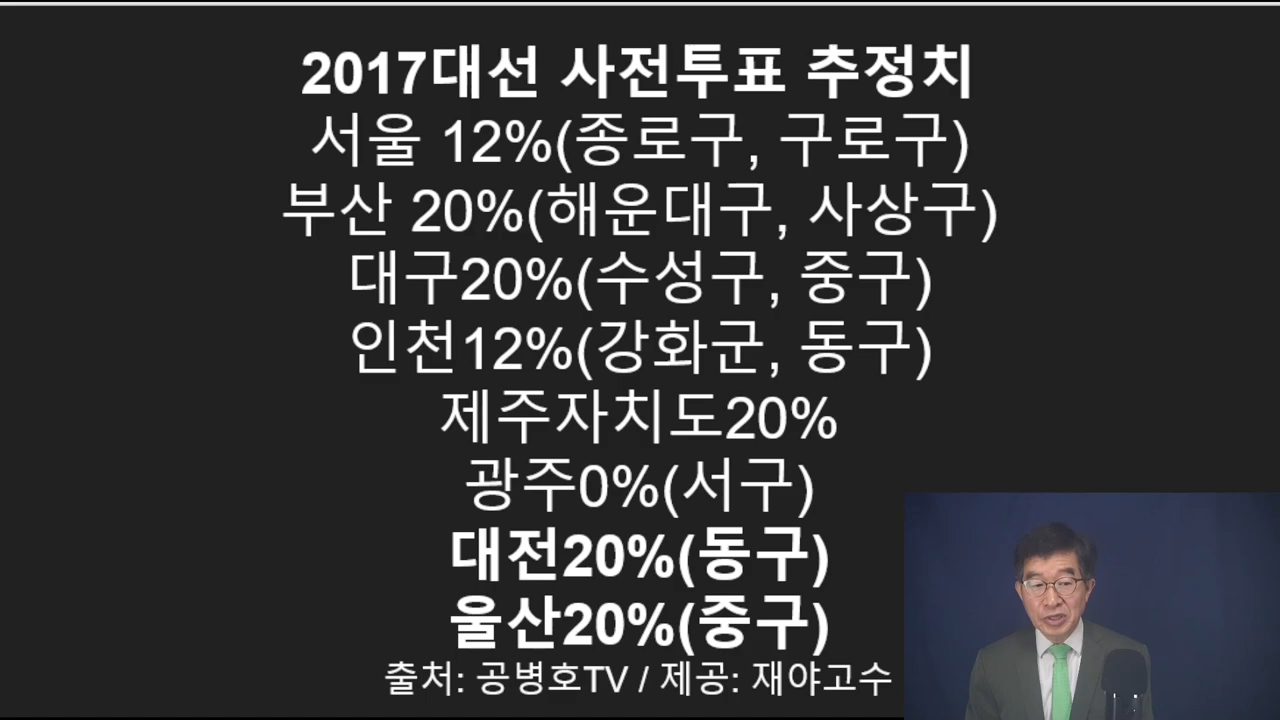 2017대선 사전투표 추정치
서울 12%(종로구, 구로구)
부산 20%(해운대구, 사상구)
대구20%(수성구, 중구)
인천12%(강화군, 동구)
제주자치도20%
광주0%(서구)
대전20%(동구)
울산20%(중구)
출처: 공병호TV / 제공: 재야고수